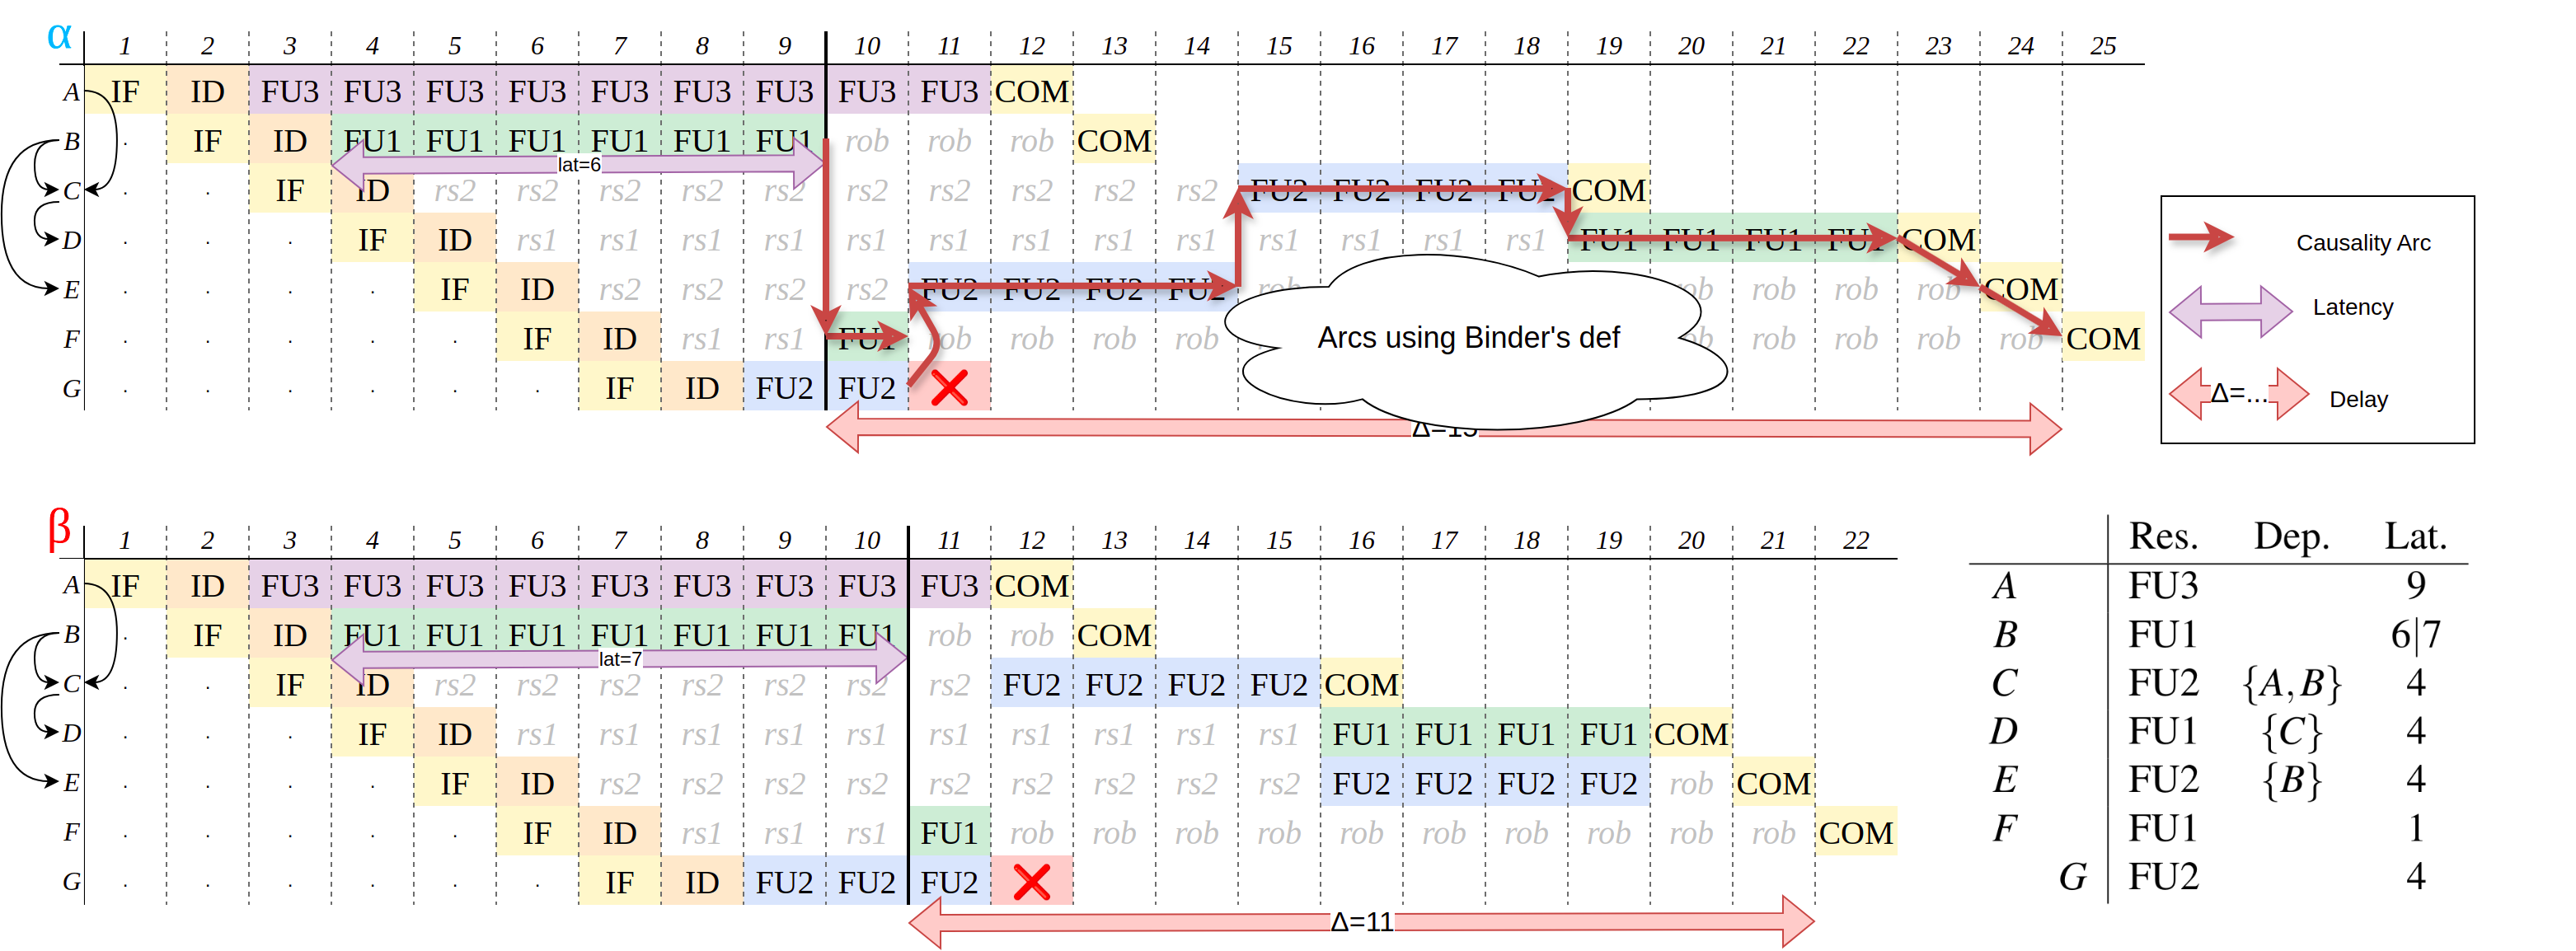 α 1 2 3 4 5 6 7 8 9 10 11 12 13 14 15 16 17 18 19 20 21 22 23 24 25
A IF ID FU3 FU3 FU3 FU3 FU3 FU3 FU3 FU3 FU3 COM
B . IF ID FU1 FU1 FU1 FU1 FU1 FU1 rob rob rob COM
lat=6
C . . IF ID rs2 rs2 rs2 rs2 rs2 rs2 rs2 rs2 rs2 rs2 FU2 FU2 FU2 FU2 COM
D . . . IF ID rs1 rs1 rs1 rs1 rs1 rs1 rs1 rs1 rs1 rs1 rs1 rs1 rs1 FU1 FU1 FU1 FU1 COM
E . . . . IF ID rs2 rs2 rs2 rs2 FU2 FU2 FU2 FU2 rob rob rob rob rob COM
F . . . . . IF ID rs1 rs1 FU1 rob rob rob rob rob rob rob rob rob COM
G . . . . . . IF ID FU2 FU2
Arcs using Binder's def
Δ=15
Causality Arc
Latency
Δ=... Delay
β 1 2 3 4 5 6 7 8 9 10 11 12 13 14 15 16 17 18 19 20 21 22
A IF ID FU3 FU3 FU3 FU3 FU3 FU3 FU3 FU3 FU3 COM
B . IF ID FU1 FU1 FU1 FU1 FU1 FU1 FU1 rob rob COM
lat=7
C . . IF ID rs2 rs2 rs2 rs2 rs2 rs2 rs2 FU2 FU2 FU2 FU2 COM
D . . . IF ID rs1 rs1 rs1 rs1 rs1 rs1 rs1 rs1 rs1 rs1 FU1 FU1 FU1 FU1 COM
E . . . . IF ID rs2 rs2 rs2 rs2 rs2 rs2 rs2 rs2 rs2 FU2 FU2 FU2 FU2 rob COM
F . . . . . IF ID rs1 rs1 rs1 FU1 rob rob rob rob rob rob rob rob rob rob COM
G . . . . . . IF ID FU2 FU2 FU2
Δ=11
Res. Dep. Lat.
A FU3 9
B FU1 6|7
C FU2 {A, B} 4
D FU1 {C} 4
E FU2 {B} 4
F FU1 1
G FU2 4